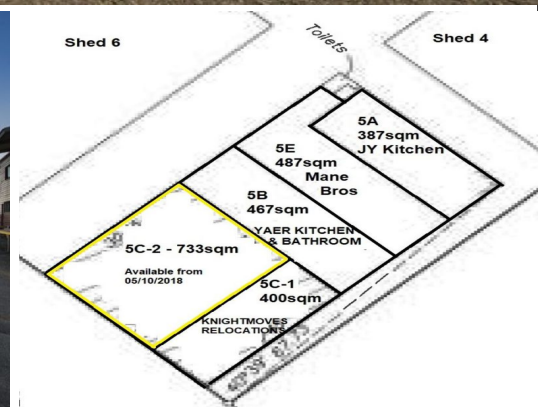 Shed 6
Toilets
Shed 4
5A
387sqm
JY Kitchen
5E
487sqm
Mane
Bros
5B
467sqm
YAER KITCHEN
& BATHROOM
5C-2 - 733sqm
Available from
05/10/2018
5C-1
400sqm
KNIGHTMOVES
RELOCATIONS